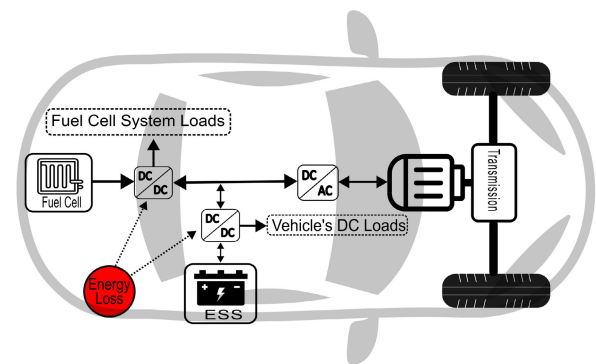 Fuel Cell System Loads
DC
DC
Fuel Cell
DC
AC
Transmission
DC
DC
Vehicle's DC Loads
Energy
Loss
+ -
ESS